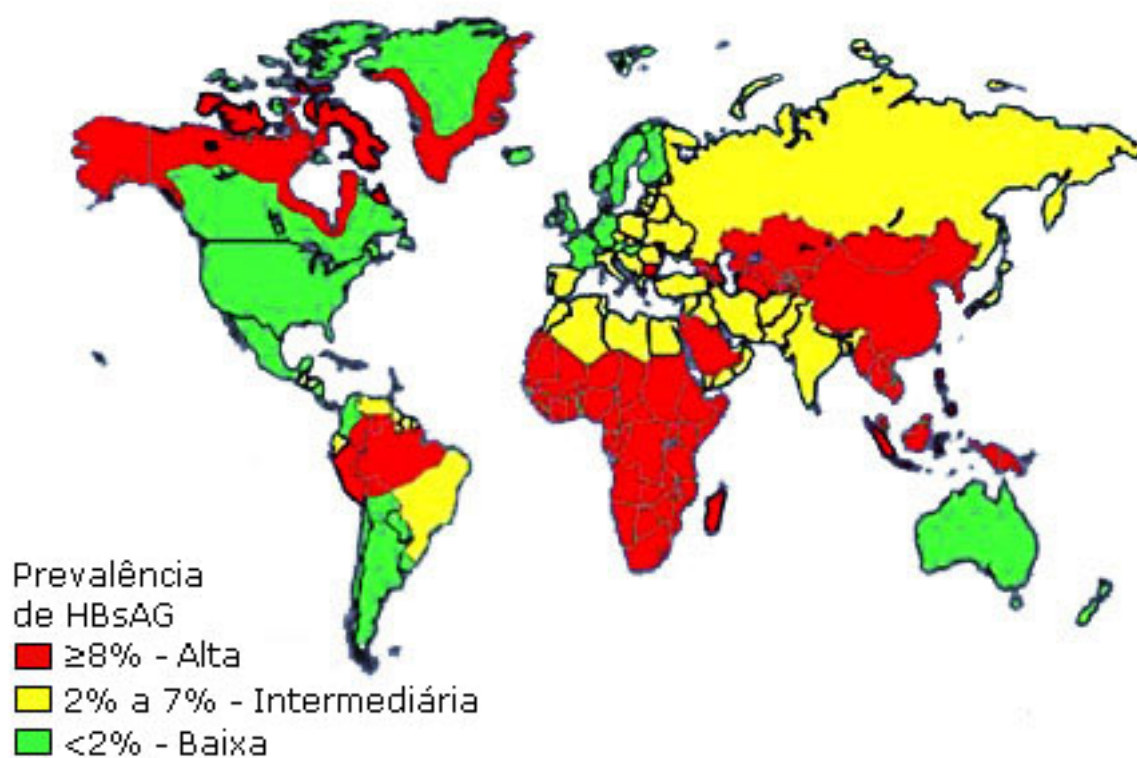 Prevalência
de HBsAG
≥8% - Alta
2% a 7% - Intermediária
<2% - Baixa